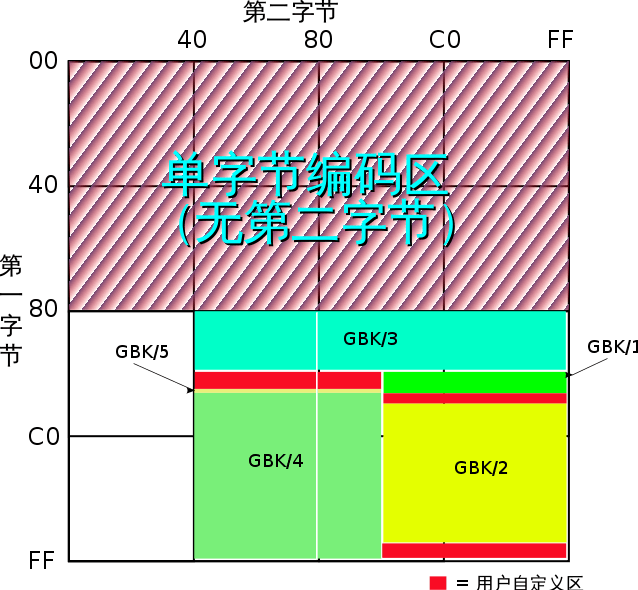 第二字节
40 80 C0 FF
00
单字节编码区
40
(无第二字节)
第一字节
80
GBK/3
GBK/5
GBK/1
C0
GBK/4
GBK/2
FF
= 用户自定义区